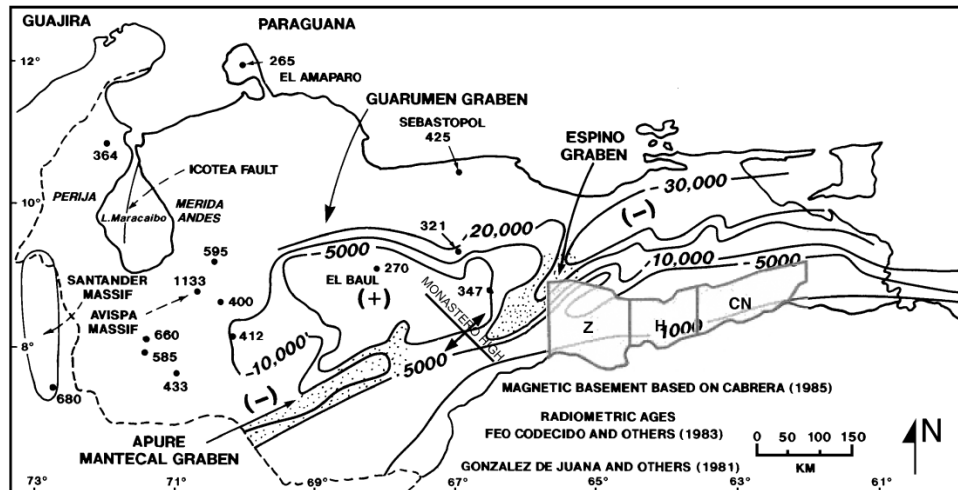 GUAJIRA
PARAGUANA
12°
265
EL AMAPARO
GUARUMEN GRABEN
SEBASTOPOL
425
ESPINO
GRABEN
364
ICOTEA FAULT
- 30,000
(-)
PERIJA
10°
L. Maracaibo
MERIDA
ANDES
- 20,000
321
- 5000
- 10,000
- 5000
595
SANTANDER
MASSIF
1133
270
EL BAUL
(+)
347
AVISPA
MASSIF
400
MONASTERO HIGH
CN
H
Z
1000
660
412
8°
585
-10,000'
- 5000
433
(-)
680
MAGNETIC BASEMENT BASED ON CABRERA (1985)
RADIOMETRIC AGES
FEO CODECIDO AND OTHERS (1983)
APURE
MANTECAL GRABEN
GONZALEZ DE JUANA AND OTHERS (1981)
0 50 100 150
KM
N
73° 71° 69° 67° 65° 63° 61°